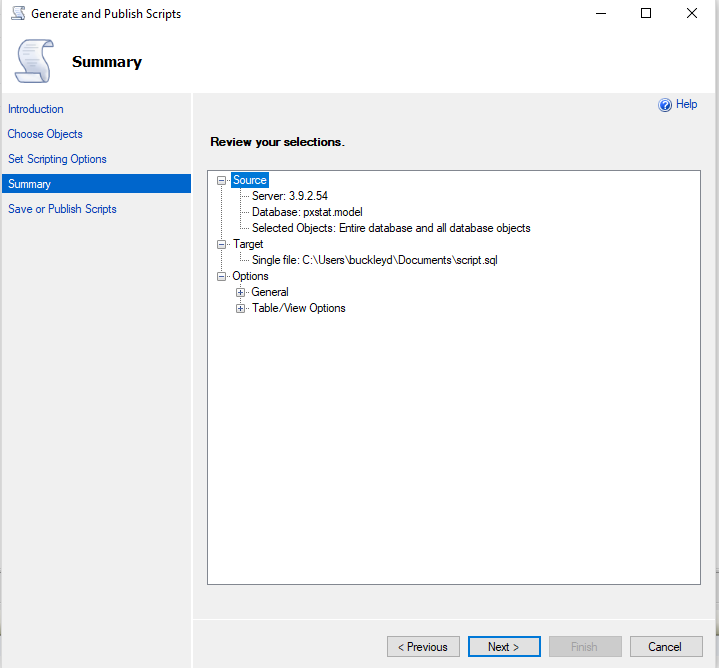 Generate and Publish Scripts
Summary
Introduction
Choose Objects
Set Scripting Options
Summary
Save or Publish Scripts
Help
Review your selections.
Source
Server: 3.9.2.54
Database: pxstat.model
Selected Objects: Entire database and all database objects
Target
Single file: C:\Users\buckleyd\Documents\script.sql
Options
General
Table/View Options
< Previous
Next >
Finish
Cancel